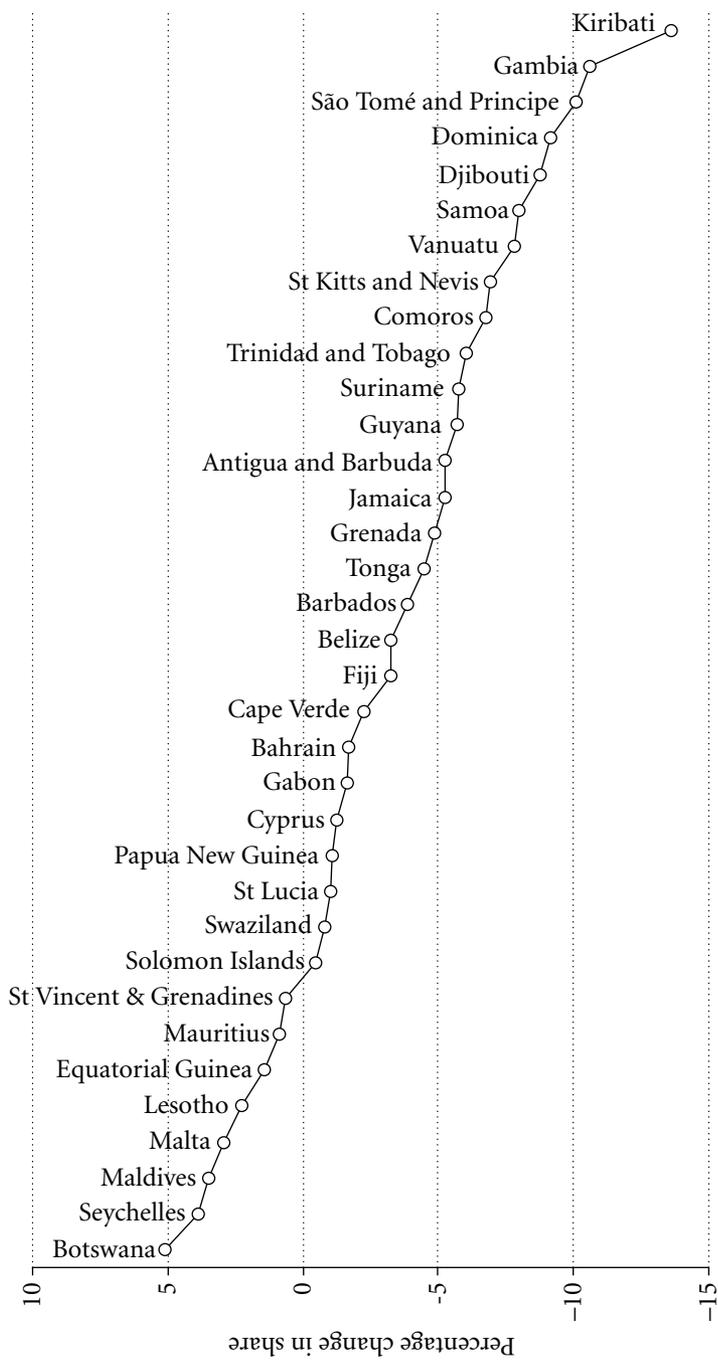 Kiribati
Gambia
São Tomé and Principe
Dominica
Djibouti
Samoa
Vanuatu
St Kitts and Nevis
Comoros
Trinidad and Tobago
Suriname
Guyana
Antigua and Barbuda
Jamaica
Grenada
Tonga
Barbados
Belize
Fiji
Cape Verde
Bahrain
Gabon
Cyprus
Papua New Guinea
St Lucia
Swaziland
Solomon Islands
St Vincent & Grenadines
Mauritius
Equatorial Guinea
Lesotho
Malta
Maldives
Seychelles
Botswana
10
5
0
-5
−10
−15
Percentage change in share